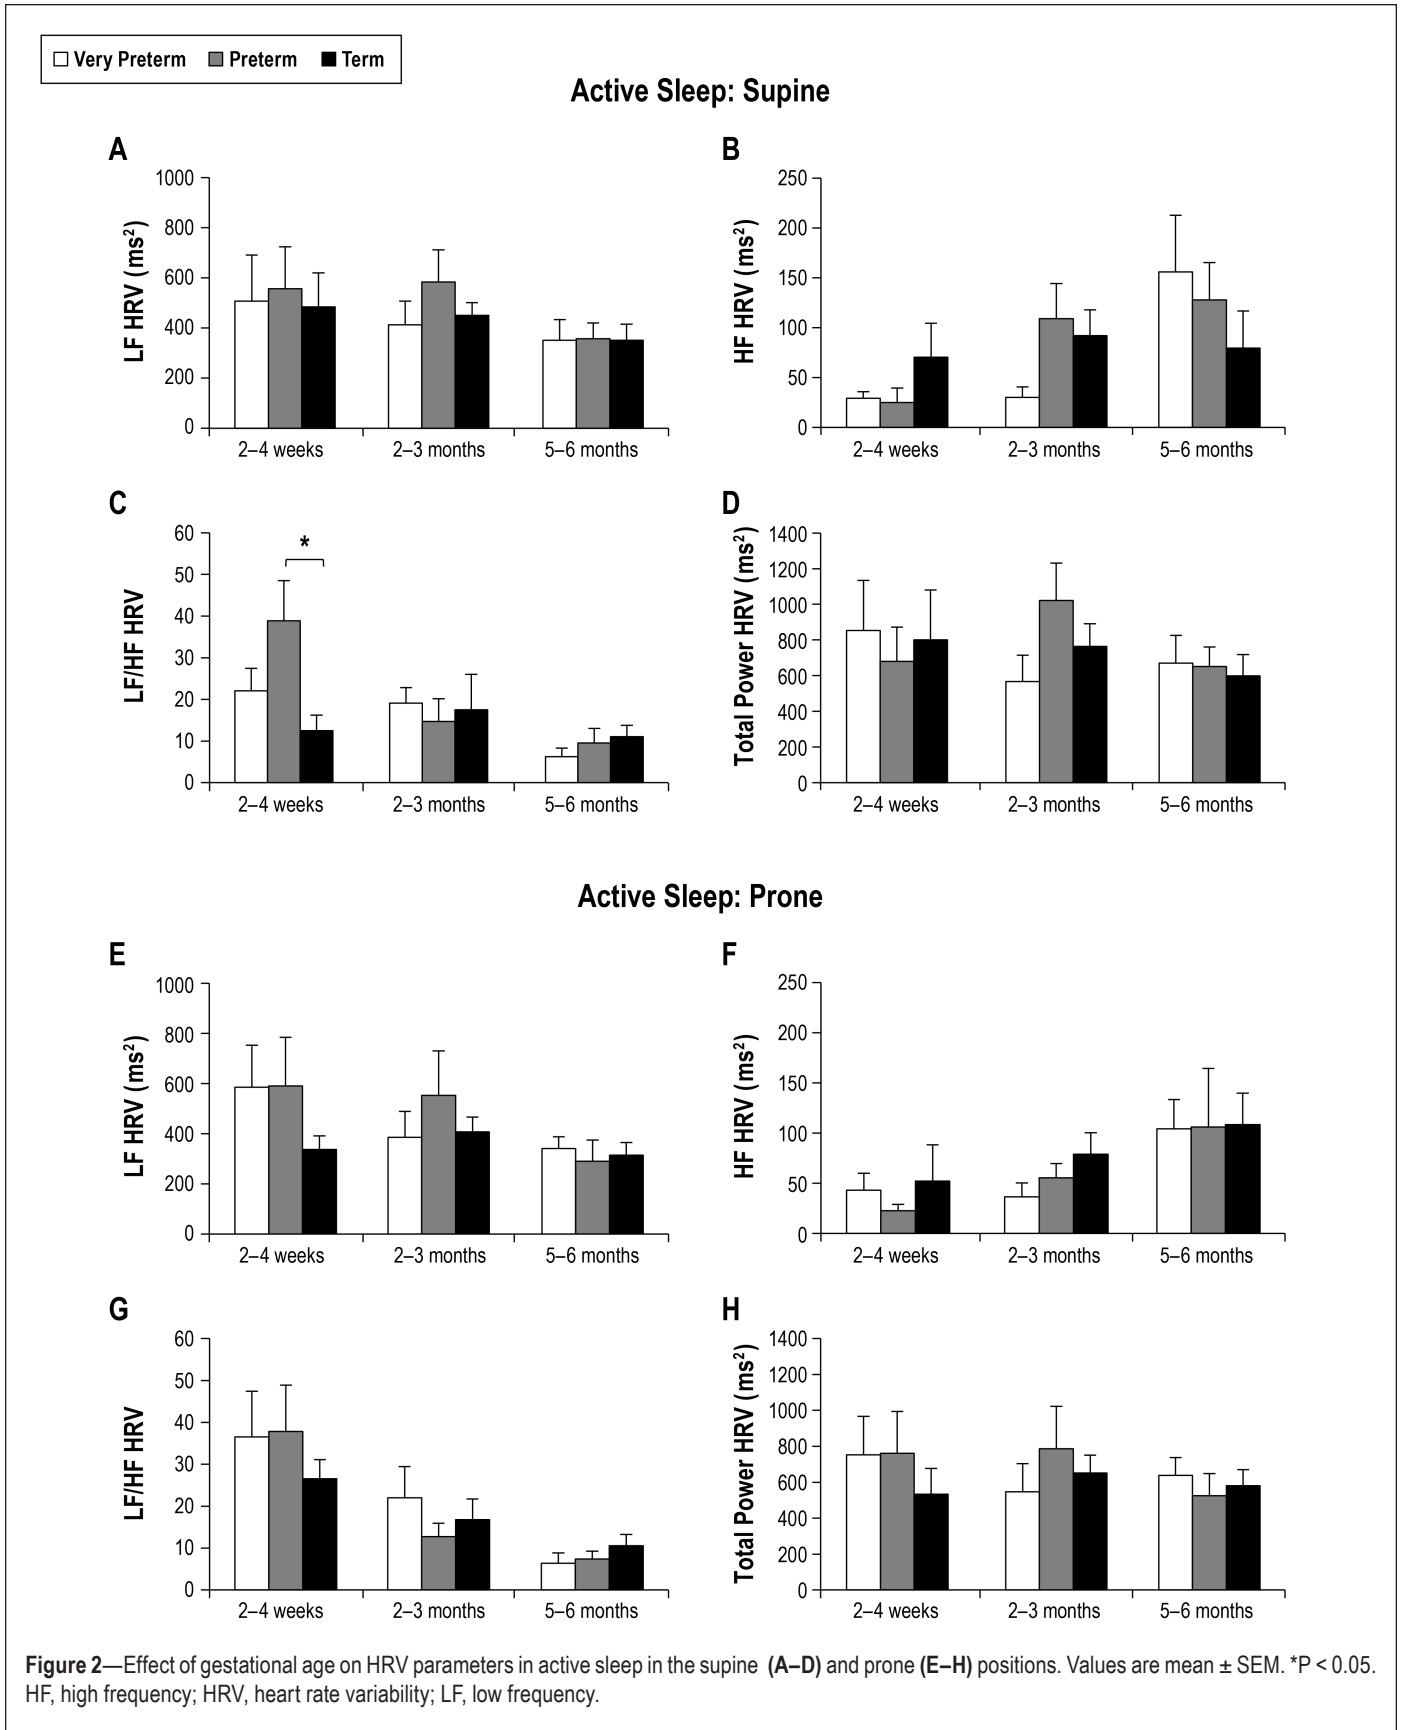 Very Preterm Preterm Term
Active Sleep: Supine
A
LF HRV (ms²)
1000
800
600
400
200
0
2–4 weeks 2–3 months 5–6 months
B
HF HRV (ms²)
250
200
150
100
50
0
2–4 weeks 2–3 months 5–6 months
C
LF/HF HRV
60
50
40
30
20
10
0
*
2–4 weeks 2–3 months 5–6 months
D
Total Power HRV (ms²)
1400
1200
1000
800
600
400
200
0
2–4 weeks 2–3 months 5–6 months
Active Sleep: Prone
E
LF HRV (ms²)
1000
800
600
400
200
0
2–4 weeks 2–3 months 5–6 months
F
HF HRV (ms²)
250
200
150
100
50
0
2–4 weeks 2–3 months 5–6 months
G
LF/HF HRV
60
50
40
30
20
10
0
2–4 weeks 2–3 months 5–6 months
H
Total Power HRV (ms²)
1400
1200
1000
800
600
400
200
0
2–4 weeks 2–3 months 5–6 months
Figure 2—Effect of gestational age on HRV parameters in active sleep in the supine (A–D) and prone (E–H) positions. Values are mean ± SEM. *P < 0.05.
HF, high frequency; HRV, heart rate variability; LF, low frequency.